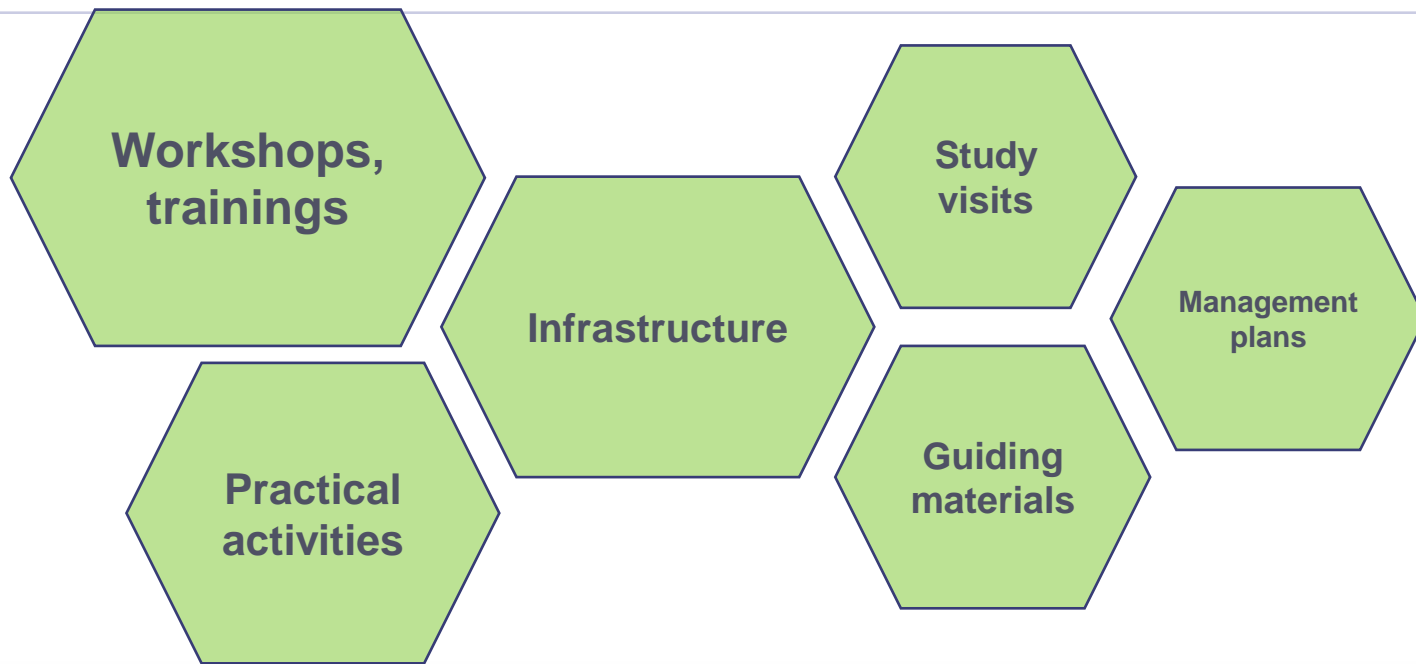 Workshops,
trainings
Study
visits
Infrastructure
Management
plans
Practical
activities
Guiding
materials